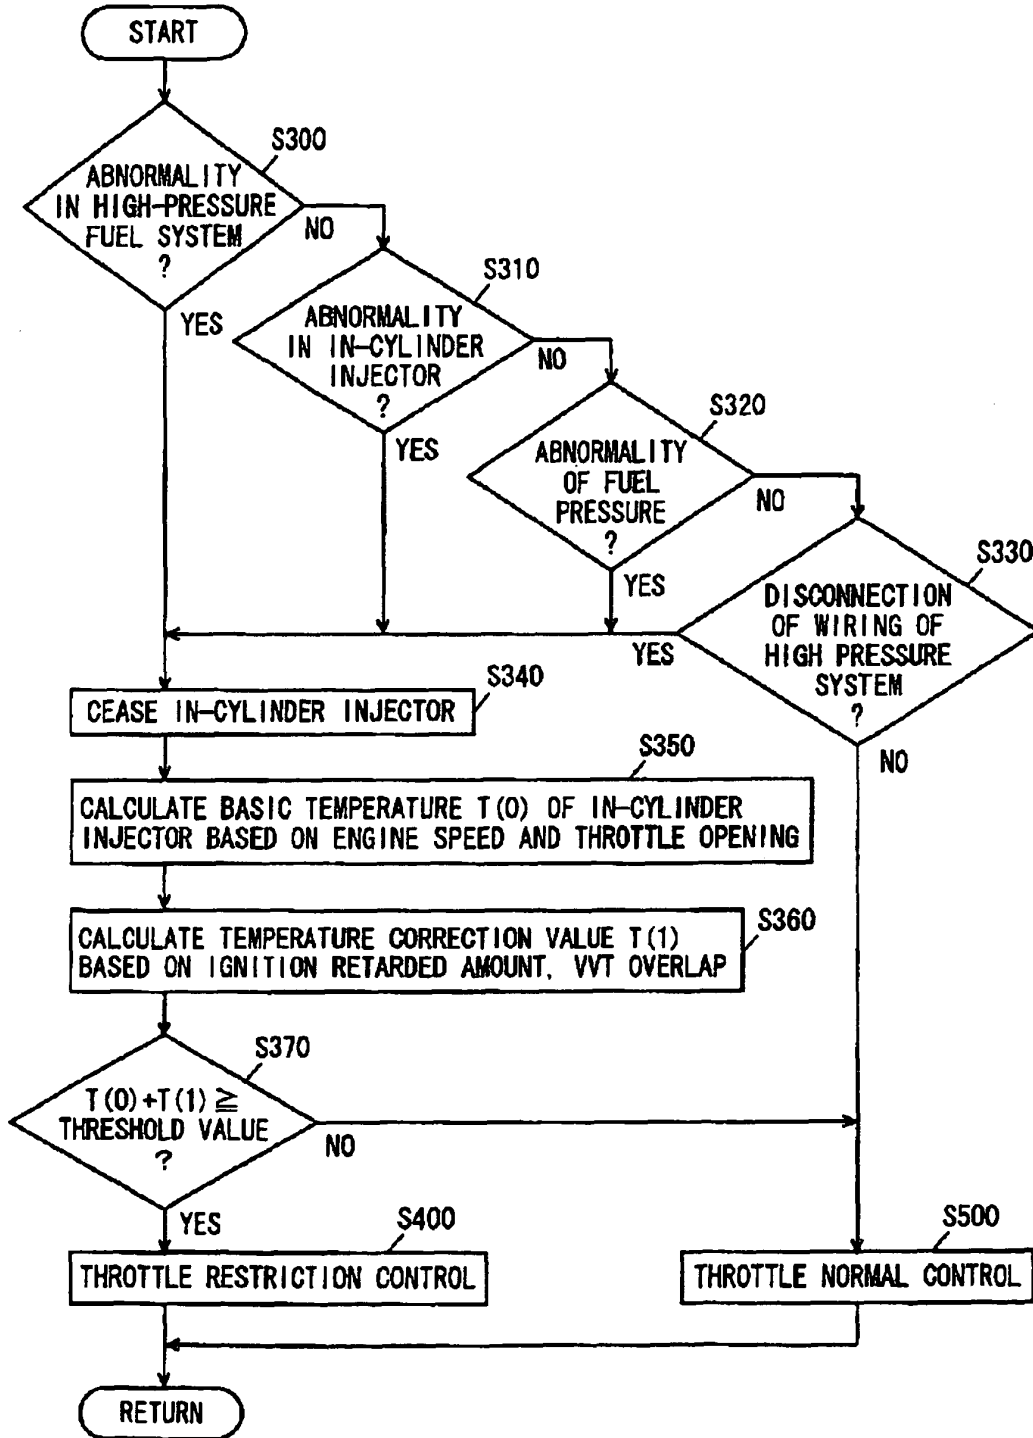 START
S300
ABNORMALITY
IN HIGH-PRESSURE
FUEL SYSTEM
?
NO
YES
S310
ABNORMALITY
IN IN-CYLINDER
INJECTOR
?
NO
YES
S320
ABNORMALITY
OF FUEL
PRESSURE
?
NO
YES
S330
DISCONNECTION
OF WIRING OF
HIGH PRESSURE
SYSTEM
?
YES
NO
S340
CEASE IN-CYLINDER INJECTOR
S350
CALCULATE BASIC TEMPERATURE T(0) OF IN-CYLINDER
INJECTOR BASED ON ENGINE SPEED AND THROTTLE OPENING
S360
CALCULATE TEMPERATURE CORRECTION VALUE T(1)
BASED ON IGNITION RETARDED AMOUNT, VVT OVERLAP
S370
T(0)+T(1) ≧
THRESHOLD VALUE
?
NO
YES
S400
THROTTLE RESTRICTION CONTROL
S500
THROTTLE NORMAL CONTROL
RETURN